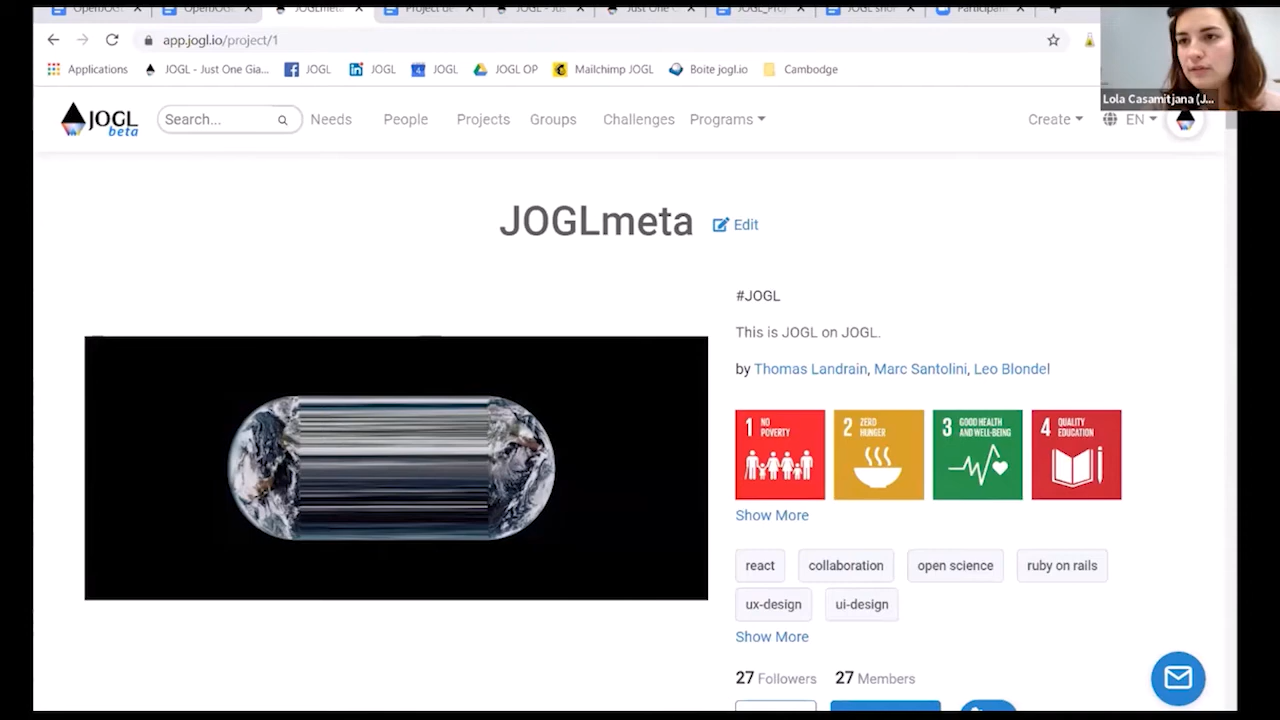 JOGLmeta
Participan
app.jogl.io/project/1
Applications JOGL - Just One Gia... JOGL JOGL JOGL JOGL OP Mailchimp JOGL Boite jogl.io Cambodge
Lola Casamitjana (J...
JOGL beta Search... Needs People Projects Groups Challenges Programs Create EN
JOGLmeta Edit
#JOGL
This is JOGL on JOGL.
by Thomas Landrain, Marc Santolini, Leo Blondel
1 NO POVERTY
2 ZERO HUNGER
3 GOOD HEALTH AND WELL-BEING
4 QUALITY EDUCATION
Show More
react collaboration open science ruby on rails
ux-design ui-design
Show More
27 Followers 27 Members